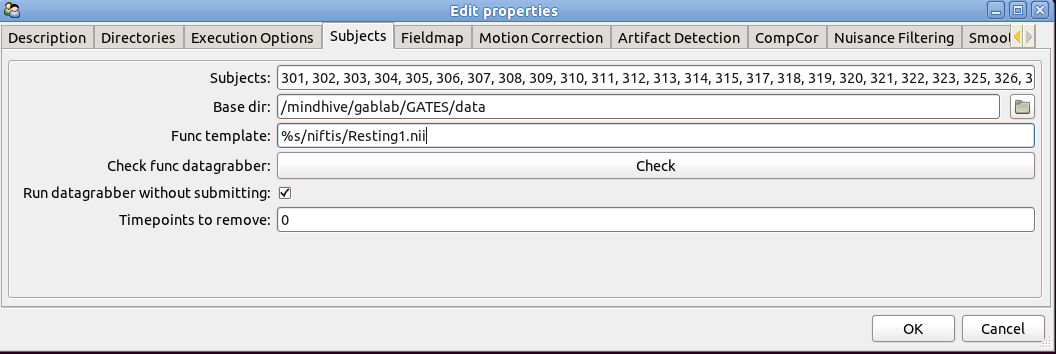 Edit properties
Description Directories Execution Options Subjects Fieldmap Motion Correction Artifact Detection CompCor Nuisance Filtering Smoo
Subjects: 301, 302, 303, 304, 305, 306, 307, 308, 309, 310, 311, 312, 313, 314, 315, 317, 318, 319, 320, 321, 322, 323, 325, 326, 3
Base dir: /mindhive/gablab/GATES/data
Func template: %s/niftis/Resting1.nii
Check func datagrabber: Check
Run datagrabber without submitting:
Timepoints to remove: 0
OK Cancel